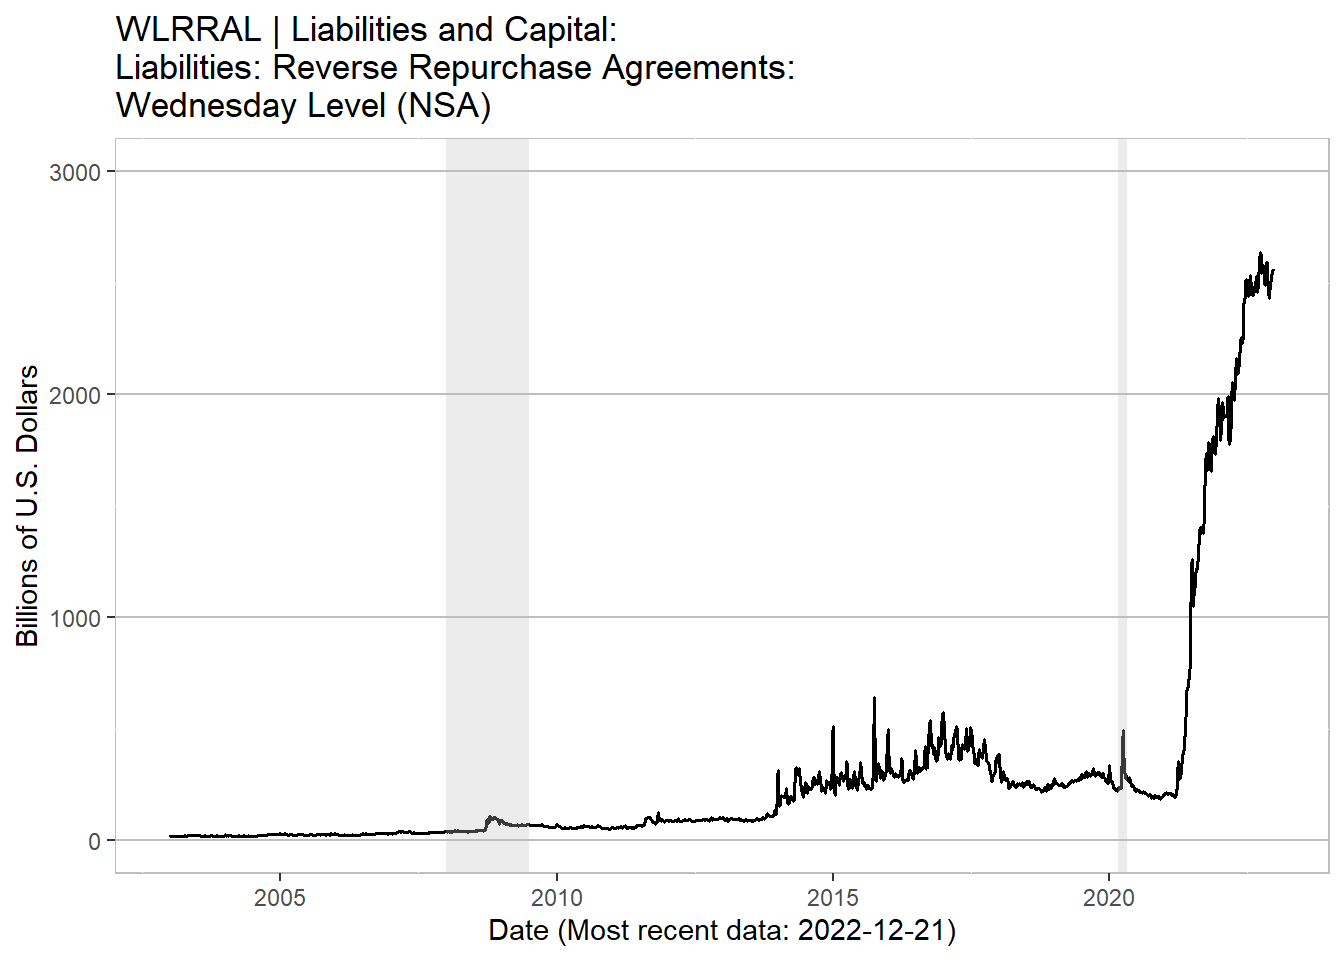 WLRRAL | Liabilities and Capital:
Liabilities: Reverse Repurchase Agreements:
Wednesday Level (NSA)
Billions of U.S. Dollars
3000
2000
1000
0
2005
2010
2015
2020
Date (Most recent data: 2022-12-21)